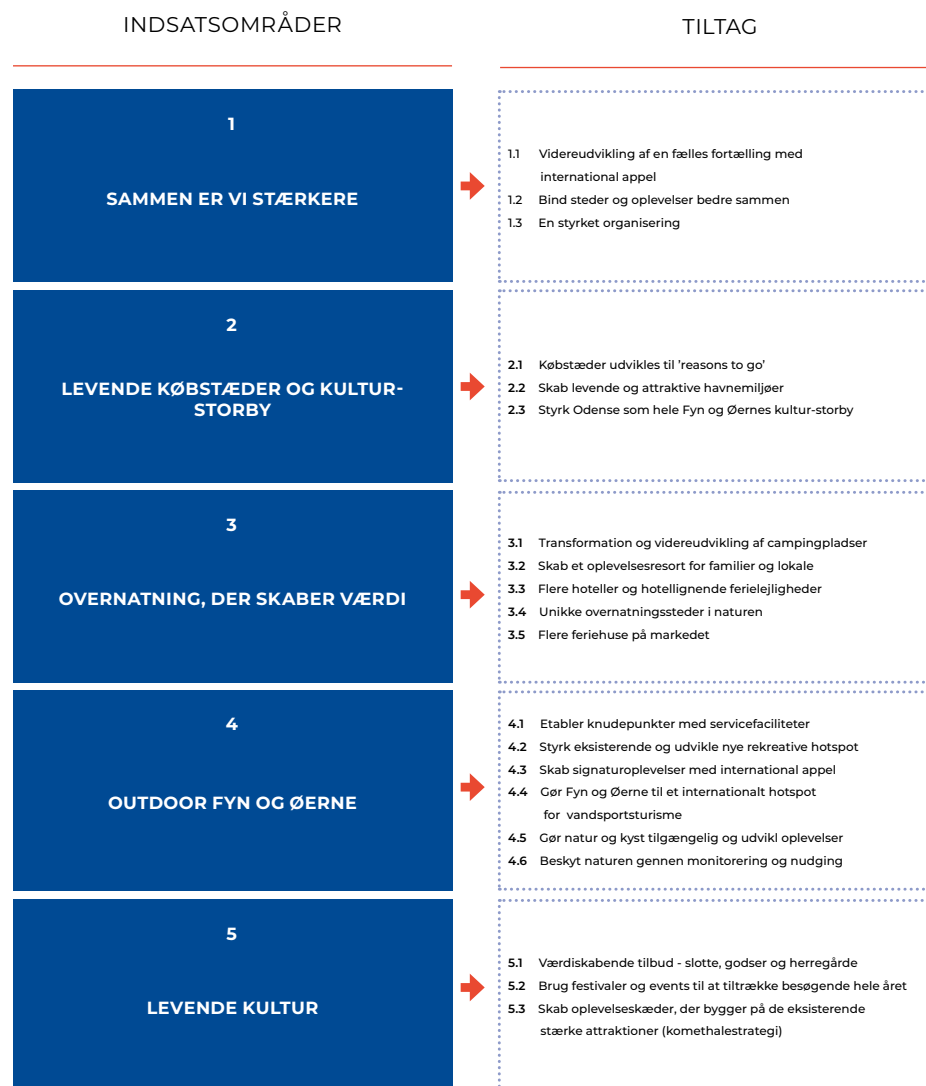 INDSATSOMRÅDER
TILTAG
1
SAMMEN ER VI STÆRKERE
1.1 Videreudvikling af en fælles fortælling med
international appel
1.2 Bind steder og oplevelser bedre sammen
1.3 En styrket organisering
2
LEVENDE KØBSTÆDER OG KULTUR-
STORBY
2.1 Købstæder udvikles til 'reasons to go'
2.2 Skab levende og attraktive havnemiljøer
2.3 Styrk Odense som hele Fyn og Øernes kultur-storby
3
OVERNATNING, DER SKABER VÆRDI
3.1 Transformation og videreudvikling af campingpladser
3.2 Skab et oplevelsesresort for familier og lokale
3.3 Flere hoteller og hotellignende ferielejligheder
3.4 Unikke overnatningssteder i naturen
3.5 Flere feriehuse på markedet
4
OUTDOOR FYN OG ØERNE
4.1 Etabler knudepunkter med servicefaciliteter
4.2 Styrk eksisterende og udvikle nye rekreative hotspot
4.3 Skab signaturoplevelser med international appel
4.4 Gør Fyn og Øerne til et internationalt hotspot
for vandsportsturisme
4.5 Gør natur og kyst tilgængelig og udvikl oplevelser
4.6 Beskyt naturen gennen monitorering og nudging
5
LEVENDE KULTUR
5.1 Værdiskabende tilbud - slotte, godser og herregårde
5.2 Brug festivaler og events til at tiltrække besøgende hele året
5.3 Skab oplevelseskæder, der bygger på de eksisterende
stærke attraktioner (komethalestrategi)